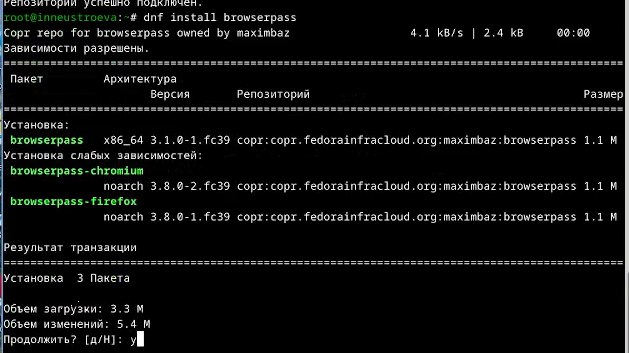 Репозиторий успешно подключен.
root@inneustroeva:~# dnf install browserpass
Copr repo for browserpass owned by maximbaz 4.1 kB/s | 2.4 kB 00:00
Зависимости разрешены.
================================================================================
Пакет Архитектура
Версия Репозиторий Размер
================================================================================
Установка:
browserpass x86_64 3.1.0-1.fc39 copr:copr.fedorainfracloud.org:maximbaz:browserpass 1.1 M
Установка слабых зависимостей:
browserpass-chromium
noarch 3.8.0-2.fc39 copr:copr.fedorainfracloud.org:maximbaz:browserpass 1.1 M
browserpass-firefox
noarch 3.8.0-1.fc39 copr:copr.fedorainfracloud.org:maximbaz:browserpass 1.1 M
Результат транзакции
================================================================================
Установка 3 Пакета
Объем загрузки: 3.3 M
Объем изменений: 5.4 M
Продолжить? [д/Н]: y